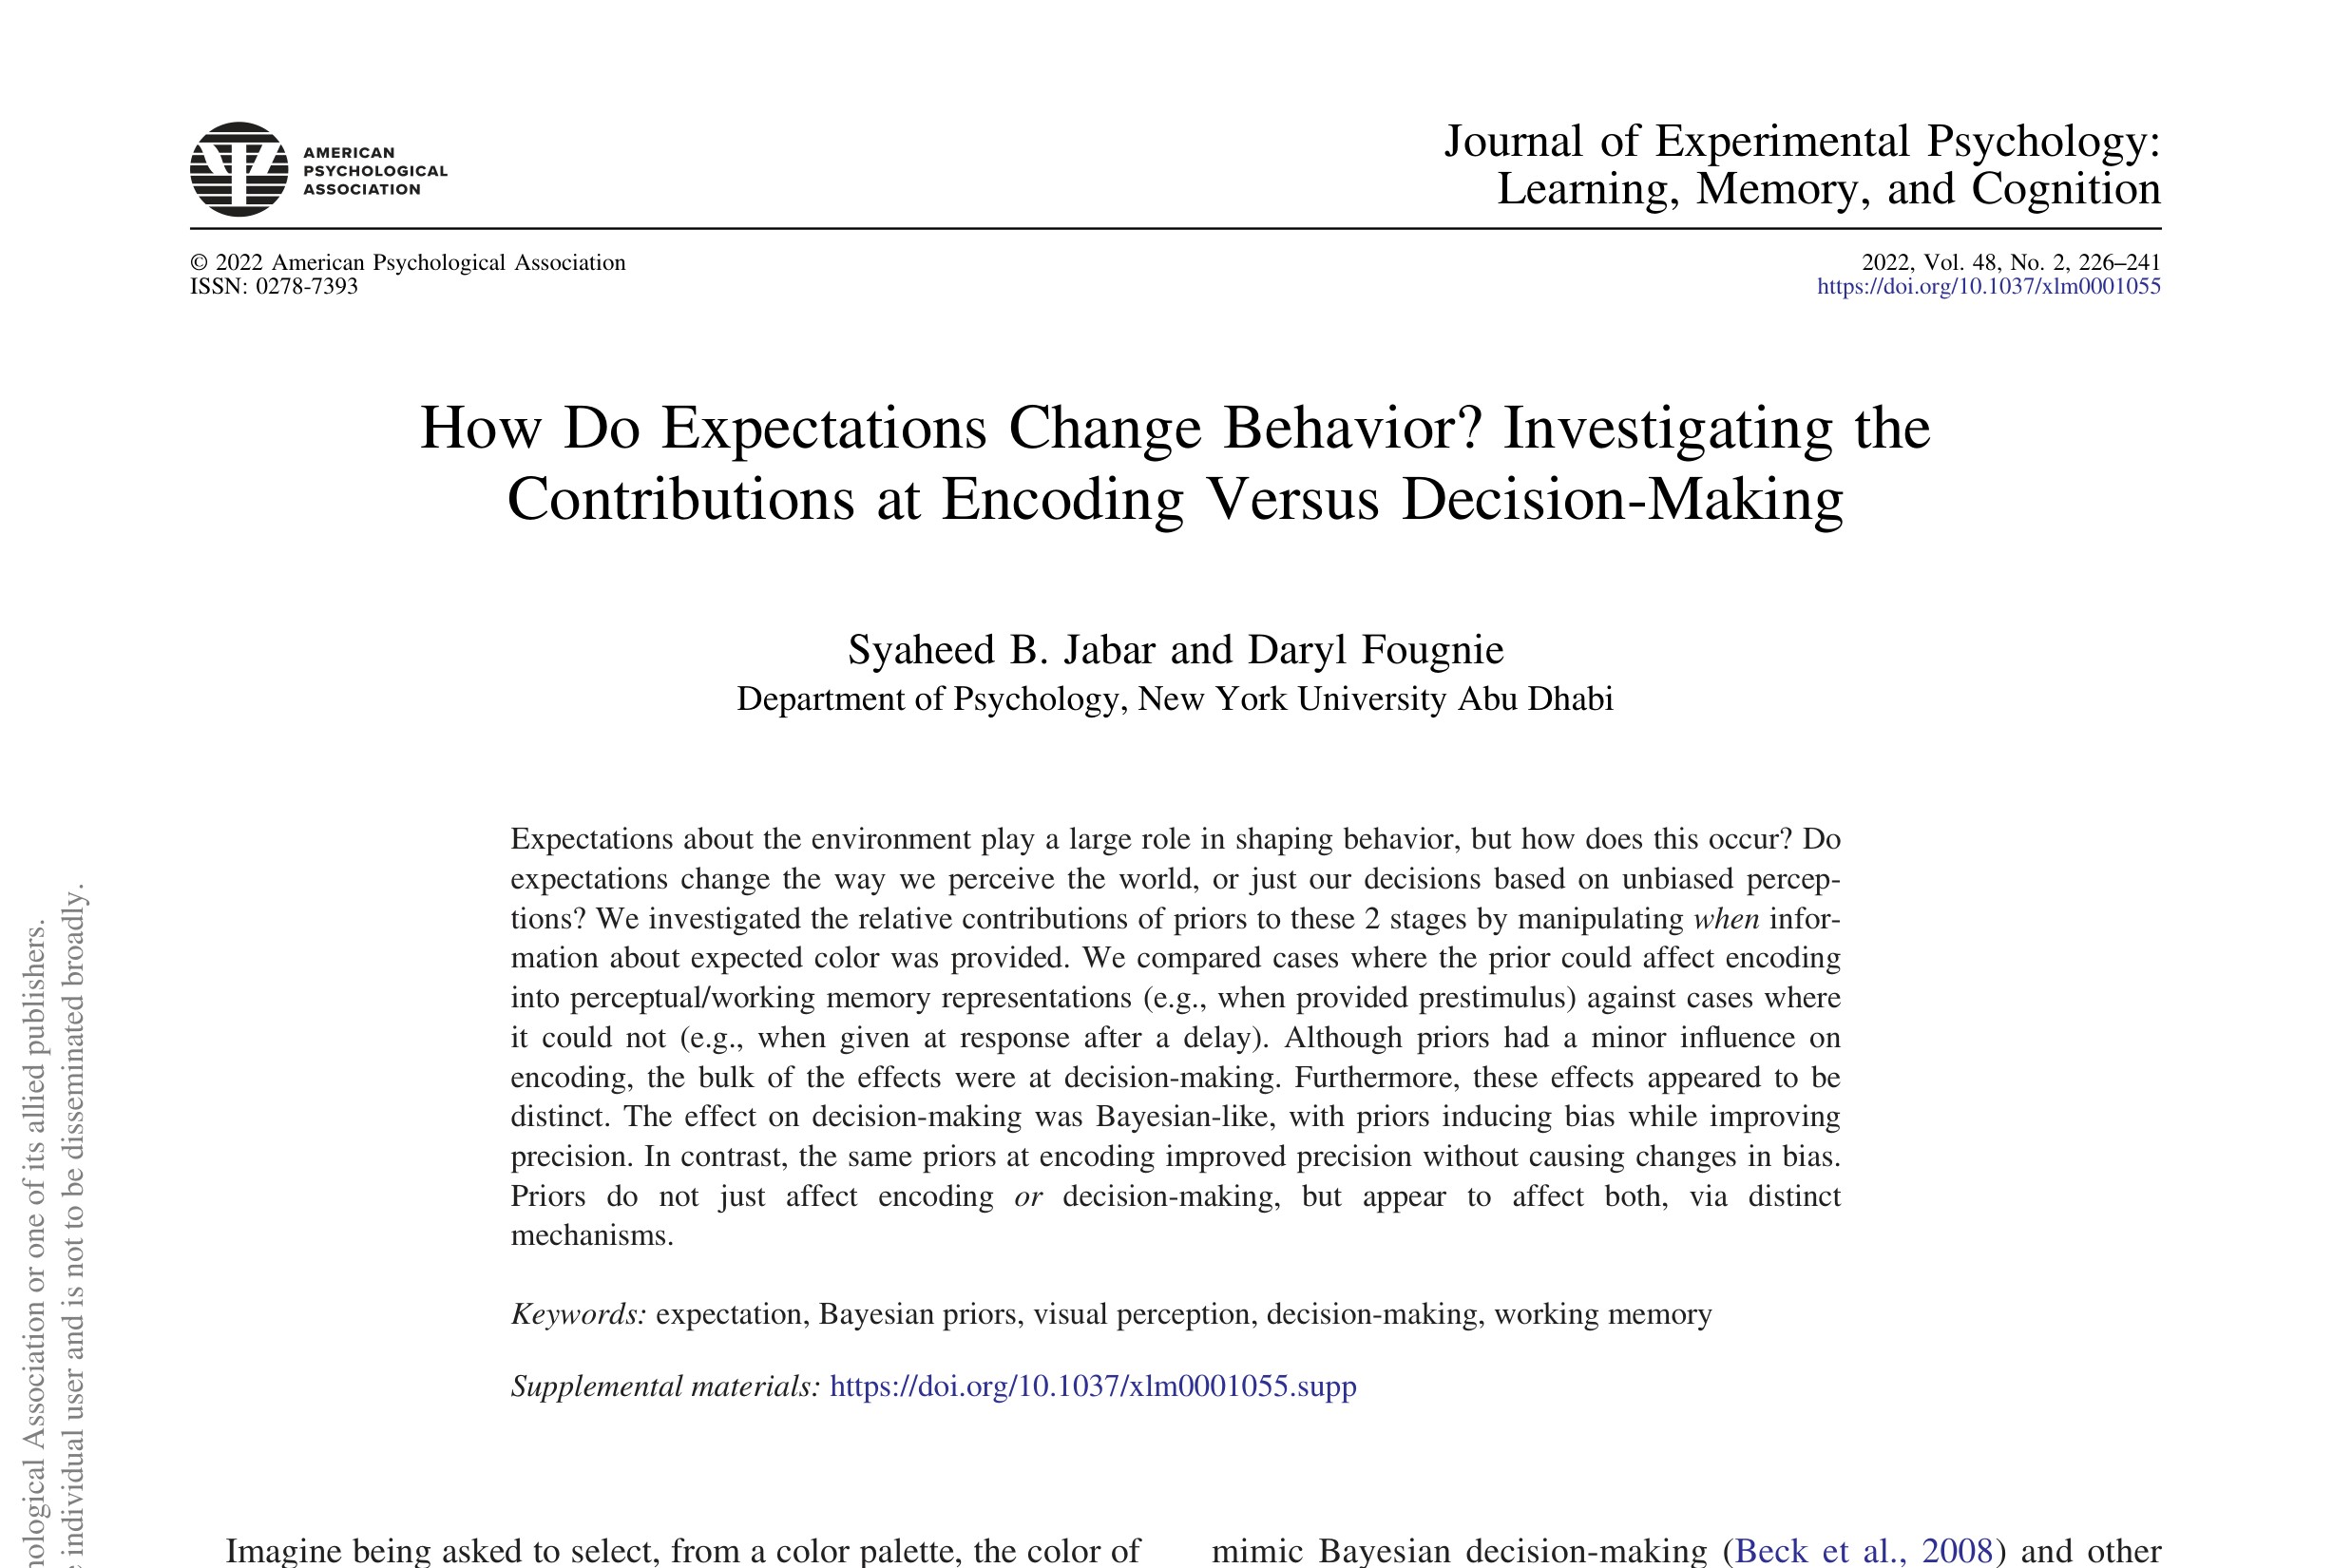 AMERICAN
PSYCHOLOGICAL
ASSOCIATION
Journal of Experimental Psychology:
Learning, Memory, and Cognition
© 2022 American Psychological Association
ISSN: 0278-7393
2022, Vol. 48, No. 2, 226–241
https://doi.org/10.1037/xlm0001055
How Do Expectations Change Behavior? Investigating the
Contributions at Encoding Versus Decision-Making
Syaheed B. Jabar and Daryl Fougnie
Department of Psychology, New York University Abu Dhabi
Expectations about the environment play a large role in shaping behavior, but how does this occur? Do
expectations change the way we perceive the world, or just our decisions based on unbiased percep-
tions? We investigated the relative contributions of priors to these 2 stages by manipulating when infor-
mation about expected color was provided. We compared cases where the prior could affect encoding
into perceptual/working memory representations (e.g., when provided prestimulus) against cases where
it could not (e.g., when given at response after a delay). Although priors had a minor influence on
encoding, the bulk of the effects were at decision-making. Furthermore, these effects appeared to be
distinct. The effect on decision-making was Bayesian-like, with priors inducing bias while improving
precision. In contrast, the same priors at encoding improved precision without causing changes in bias.
Priors do not just affect encoding or decision-making, but appear to affect both, via distinct
mechanisms.
Keywords: expectation, Bayesian priors, visual perception, decision-making, working memory
Supplemental materials: https://doi.org/10.1037/xlm0001055.supp
Imagine being asked to select, from a color palette, the color of
mimic Bayesian decision-making (Beck et al., 2008) and other
nological Association or one of its allied publishers.
individual user and is not to be disseminated broadly.